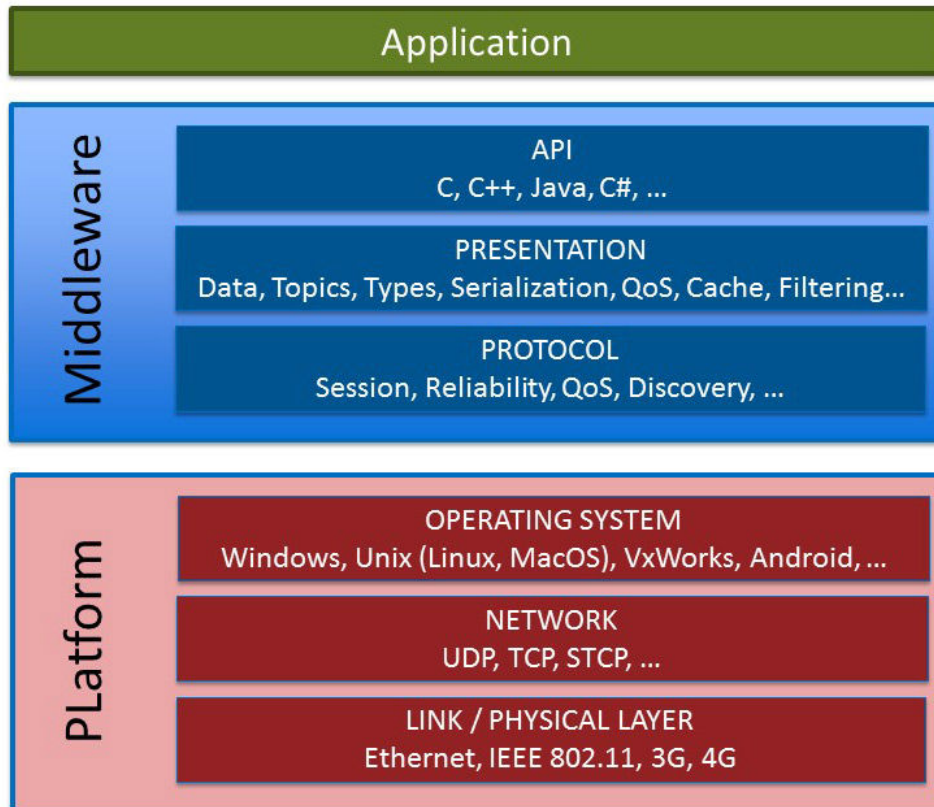 Application
Middleware
API
C, C++, Java, C#, ...
PRESENTATION
Data, Topics, Types, Serialization, QoS, Cache, Filtering...
PROTOCOL
Session, Reliability, QoS, Discovery, ...
PLatform
OPERATING SYSTEM
Windows, Unix (Linux, MacOS), VxWorks, Android, ...
NETWORK
UDP, TCP, STCP, ...
LINK / PHYSICAL LAYER
Ethernet, IEEE 802.11, 3G, 4G